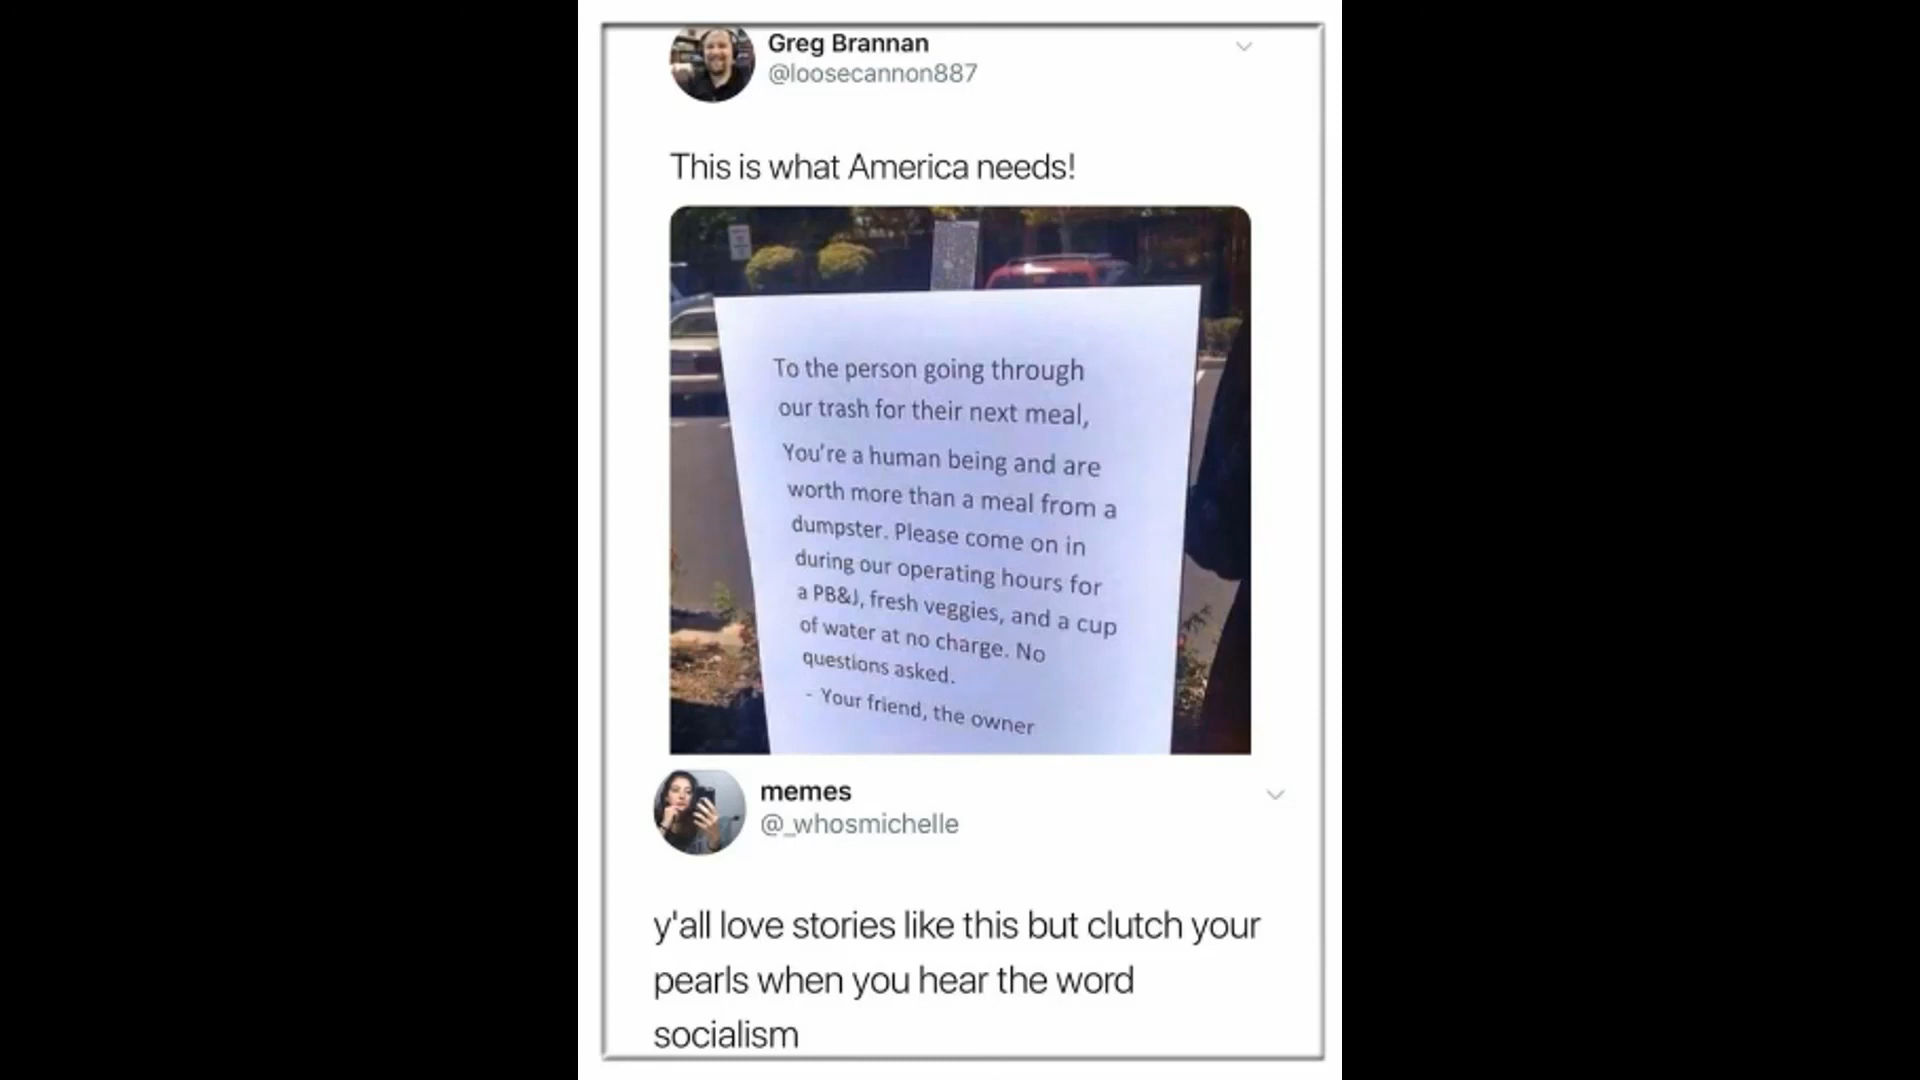 Greg Brannan
@loosecannon887
This is what America needs!
To the person going through
our trash for their next meal,
You're a human being and are
worth more than a meal from a
dumpster. Please come on in
during our operating hours for
a PB&J, fresh veggies, and a cup
of water at no charge. No
questions asked.
- Your friend, the owner
memes
@_whosmichelle
y'all love stories like this but clutch your
pearls when you hear the word
socialism